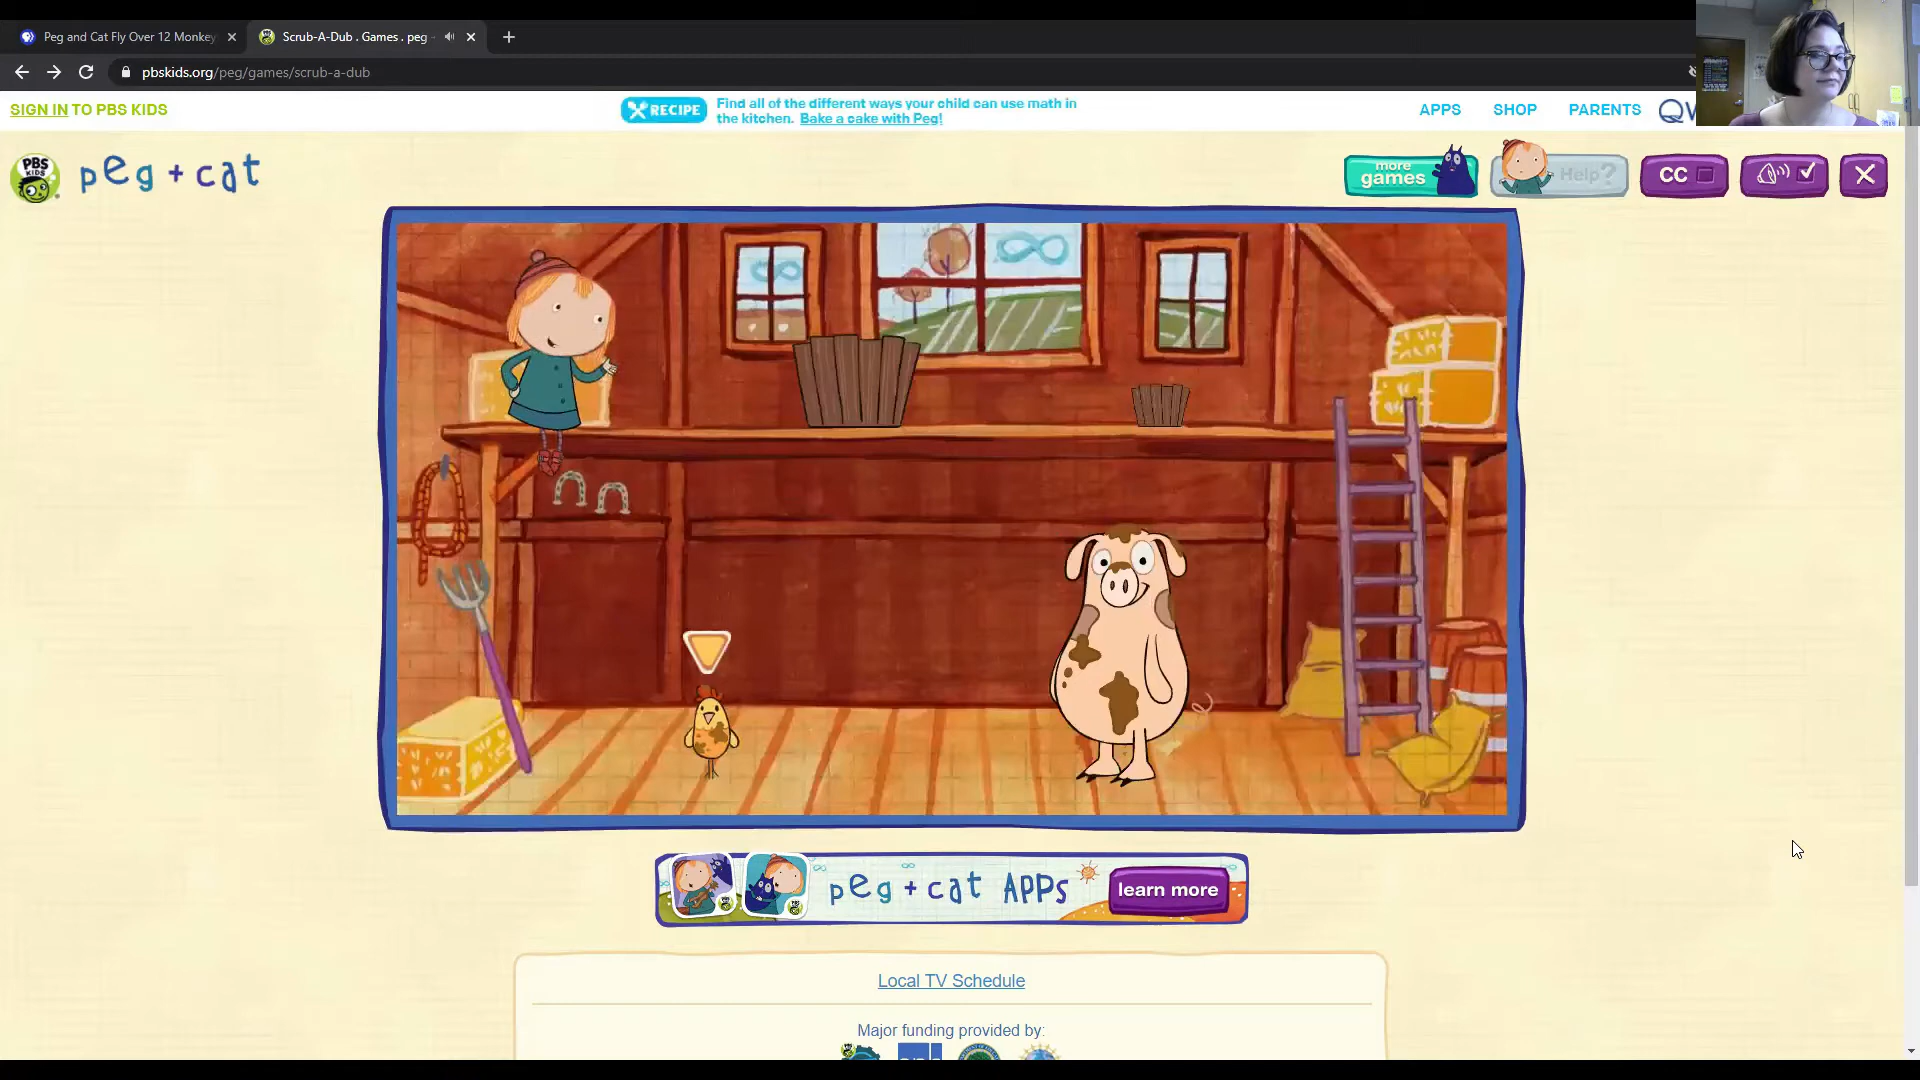 Peg and Cat Fly Over 12 Monkey
Scrub-A-Dub . Games . peg -
pbskids.org/peg/games/scrub-a-dub
SIGN IN TO PBS KIDS
RECIPE
Find all of the different ways your child can use math in
the kitchen. Bake a cake with Peg!
APPS
SHOP
PARENTS
PBS
KIDS
peg + cat
more
games
Help?
CC
peg + cat APPS
learn more
Local TV Schedule
Major funding provided by: